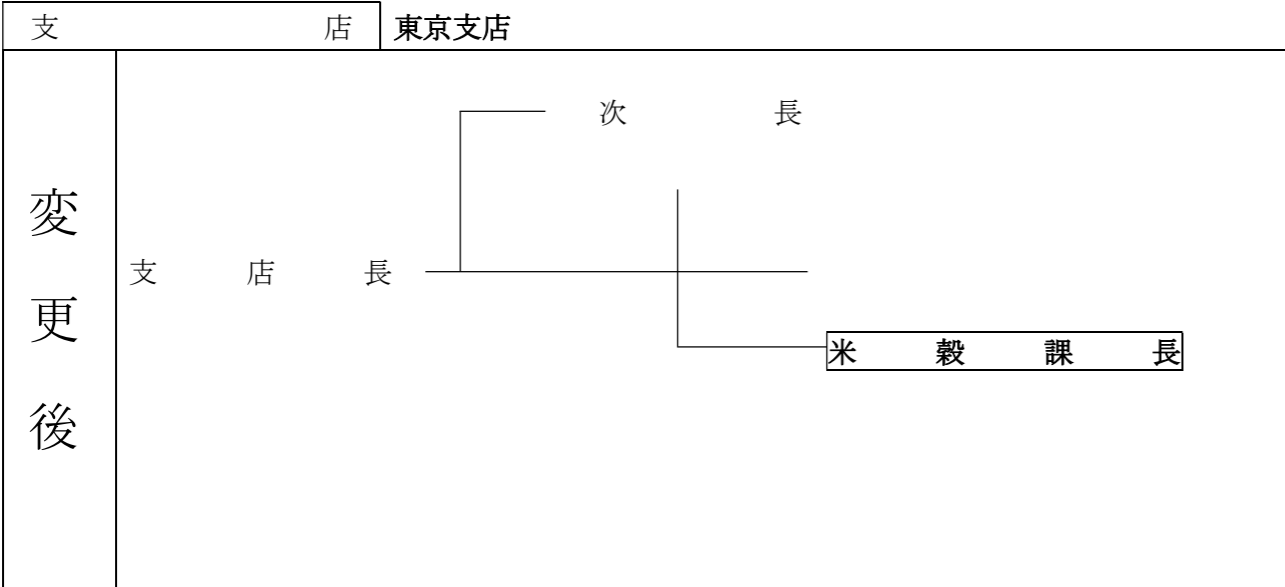 支店 東京支店
変更後
次長
支店長
米穀課長